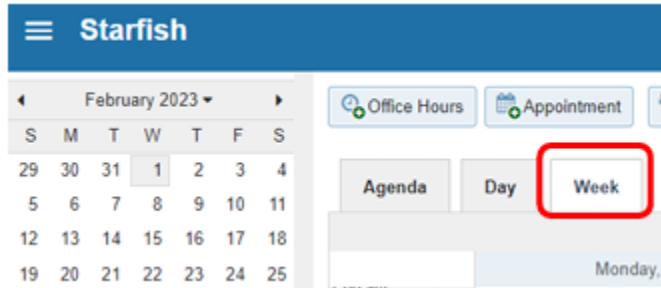 Starfish
February 2023
S M T W T F S
29 30 31 1 2 3 4
5 6 7 8 9 10 11
12 13 14 15 16 17 18
19 20 21 22 23 24 25
Office Hours Appointment
Agenda Day Week
Monday,